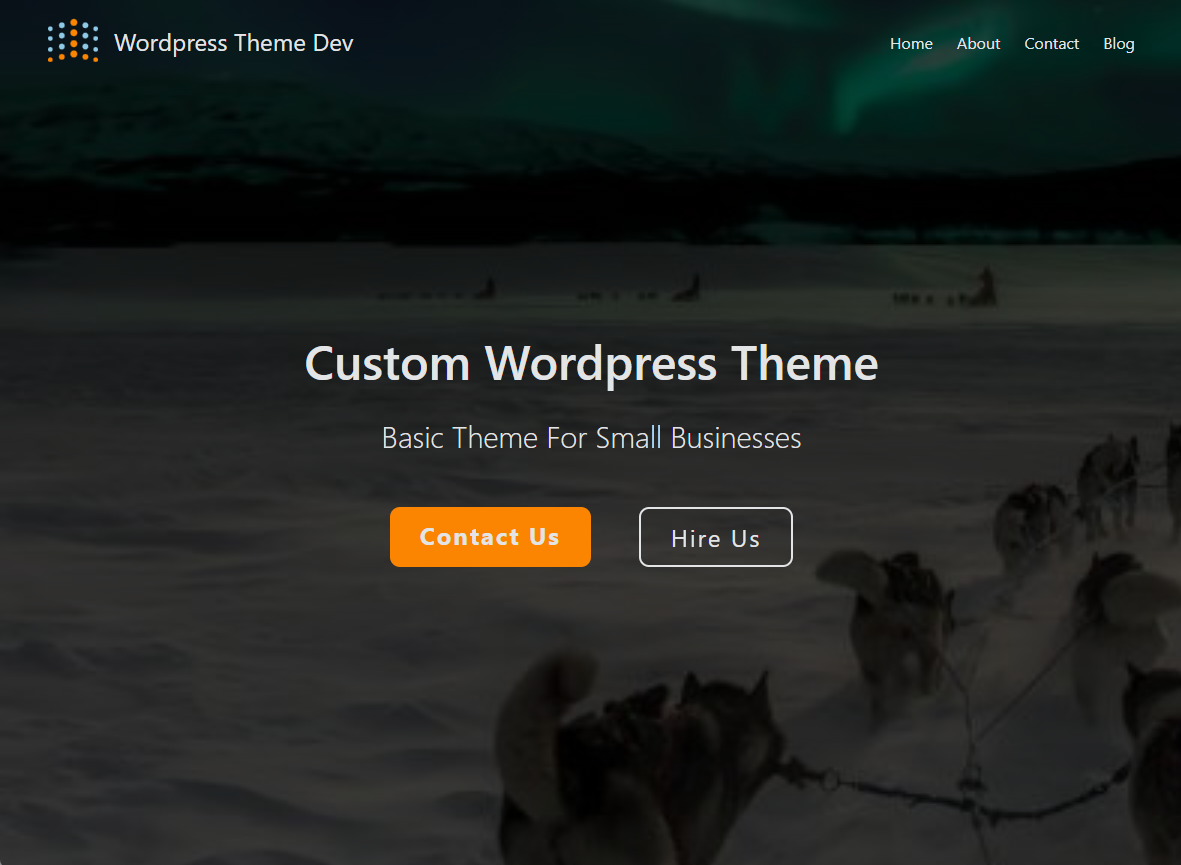 Wordpress Theme Dev
Home About Contact Blog
Custom Wordpress Theme
Basic Theme For Small Businesses
Contact Us
Hire Us